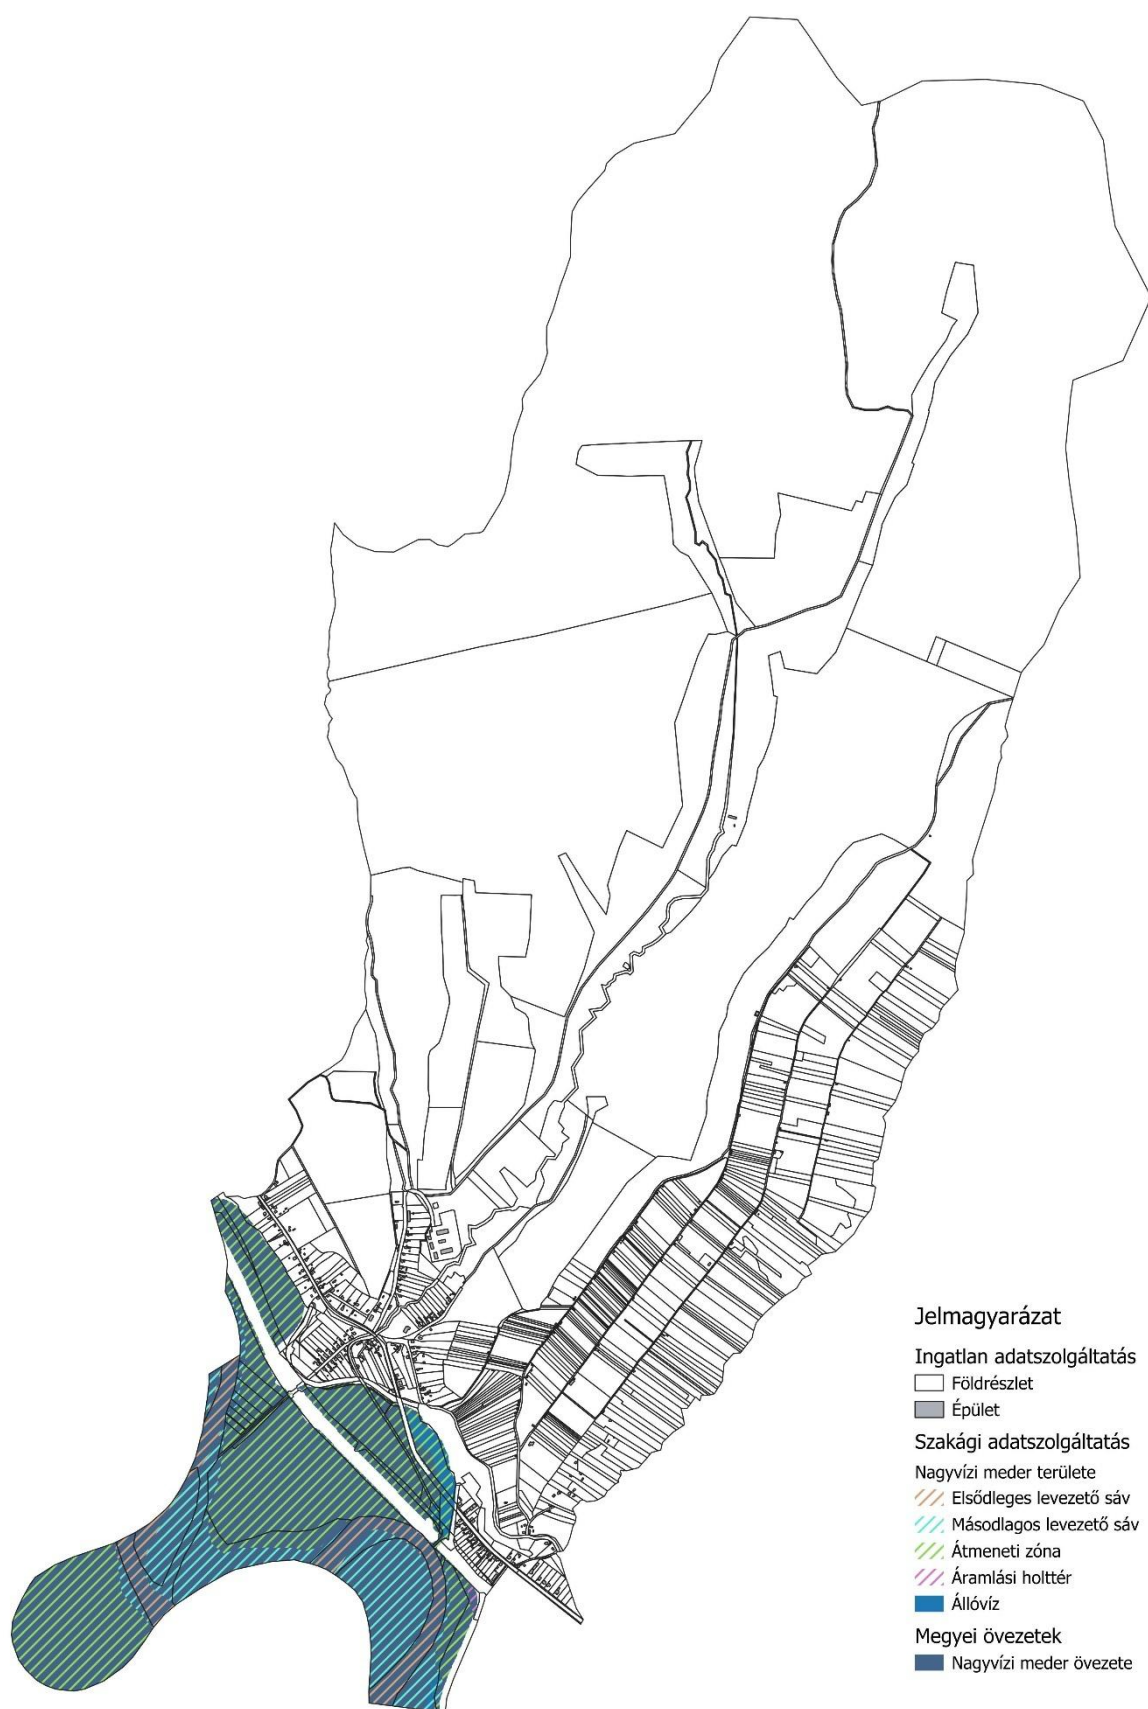 Jelmagyarázat
Ingatlan adatszolgáltatás
Földrészlet
Épület
Szakági adatszolgáltatás
Nagyvízi meder területe
Elsődleges levezető sáv
Másodlagos levezető sáv
Átmeneti zóna
Áramlási holttér
Állóvíz
Megyei övezetek
Nagyvízi meder övezete